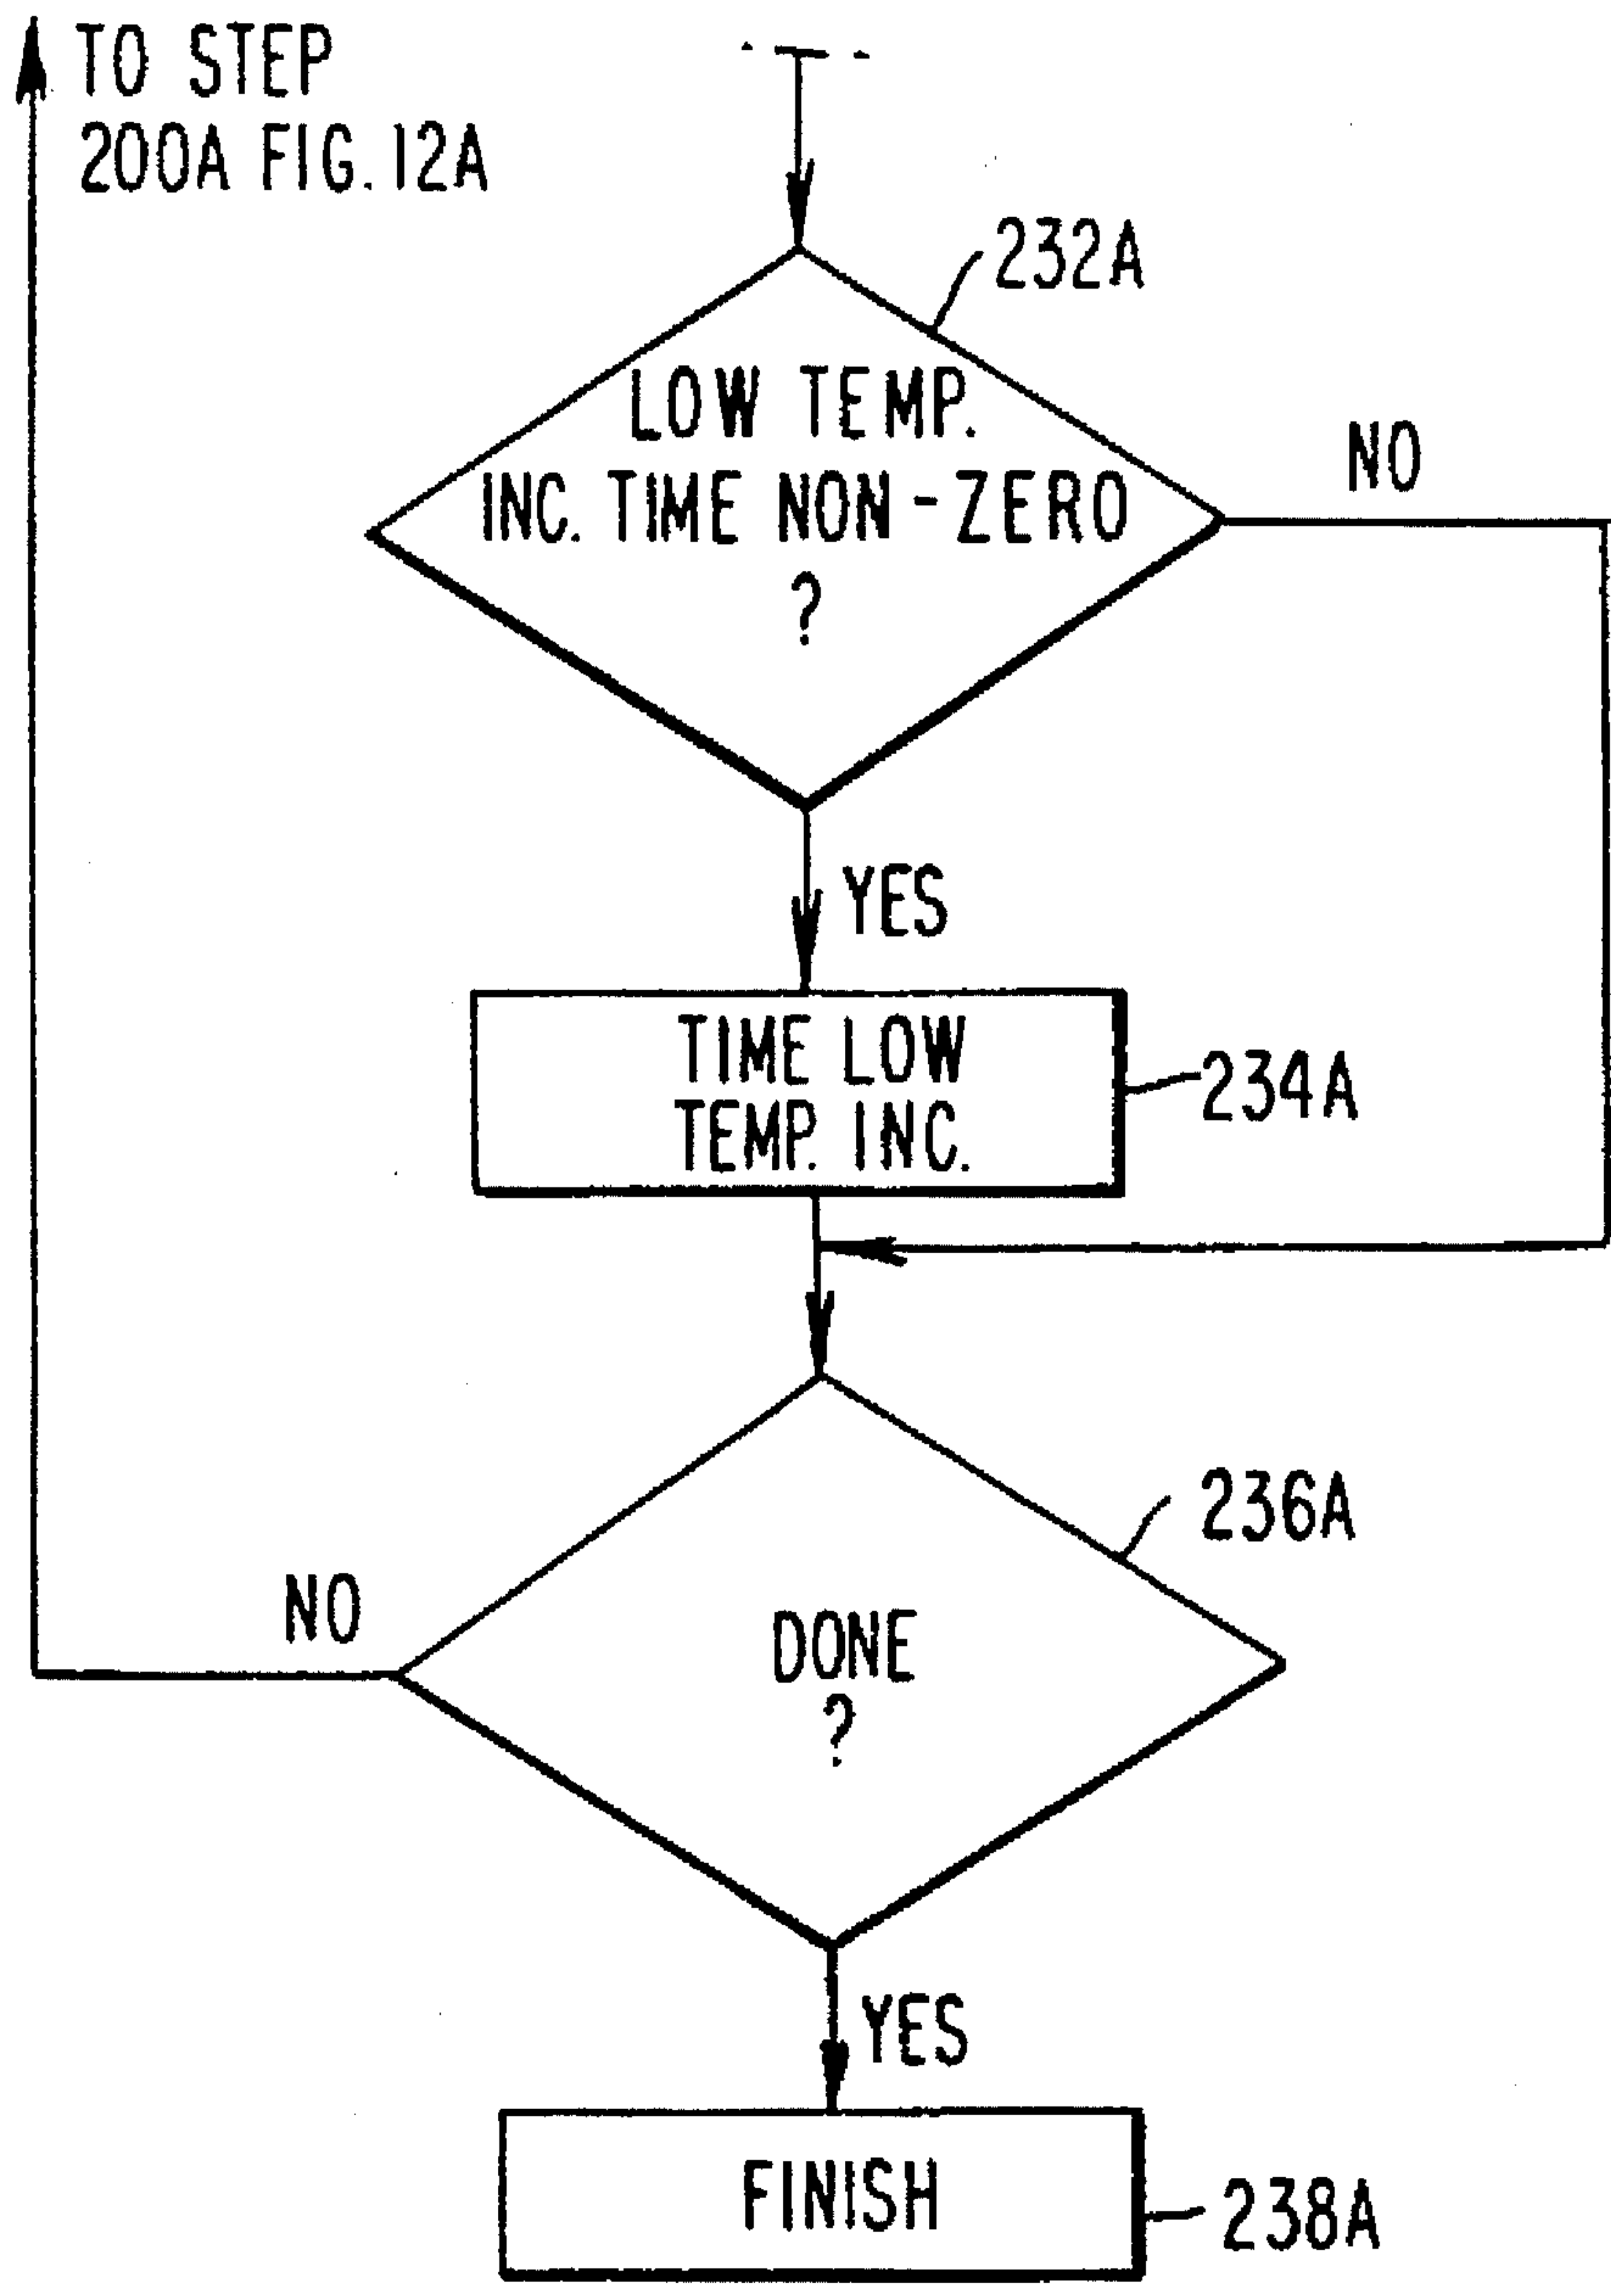 TO STEP
200A FIG. 12A
232A
LOW TEMP.
INC. TIME NON-ZERO
?
NO
YES
TIME LOW
TEMP. INC.
234A
236A
NO
DONE
?
YES
FINISH
238A